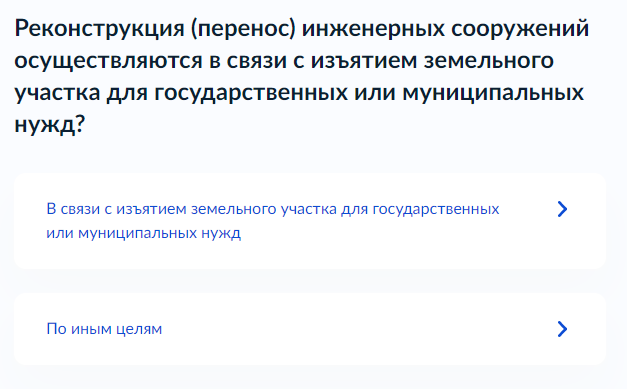 Реконструкция (перенос) инженерных сооружений
осуществляются в связи с изъятием земельного
участка для государственных или муниципальных
нужд?
В связи с изъятием земельного участка для государственных
или муниципальных нужд
По иным целям